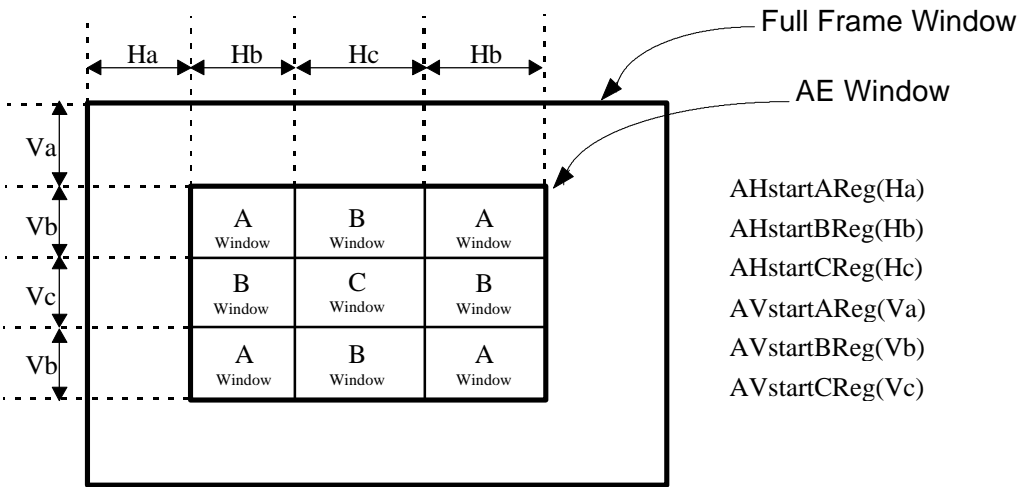 Full Frame Window
Ha Hb Hc Hb
AE Window
Va
Vb
Vc
Vb
A Window
B Window
A Window
B Window
C Window
B Window
A Window
B Window
A Window
AHstartAReg(Ha)
AHstartBReg(Hb)
AHstartCReg(Hc)
AVstartAReg(Va)
AVstartBReg(Vb)
AVstartCReg(Vc)